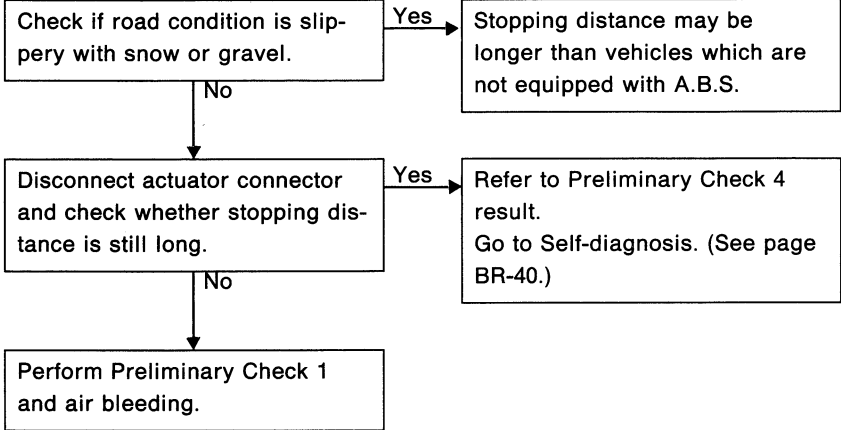 Check if road condition is slip-
pery with snow or gravel.
Yes
Stopping distance may be
longer than vehicles which are
not equipped with A.B.S.
No
Disconnect actuator connector
and check whether stopping dis-
tance is still long.
Yes
Refer to Preliminary Check 4
result.
Go to Self-diagnosis. (See page
BR-40.)
No
Perform Preliminary Check 1
and air bleeding.